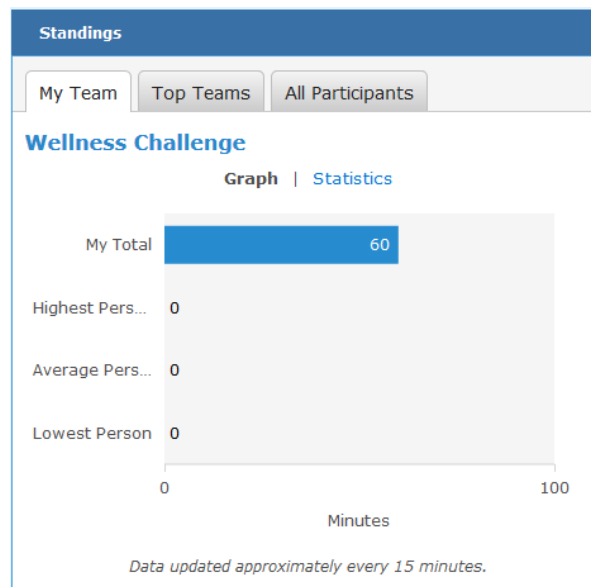 Standings
My Team Top Teams All Participants
Wellness Challenge
Graph | Statistics
My Total 60
Highest Pers... 0
Average Pers... 0
Lowest Person 0
0 100
Minutes
Data updated approximately every 15 minutes.